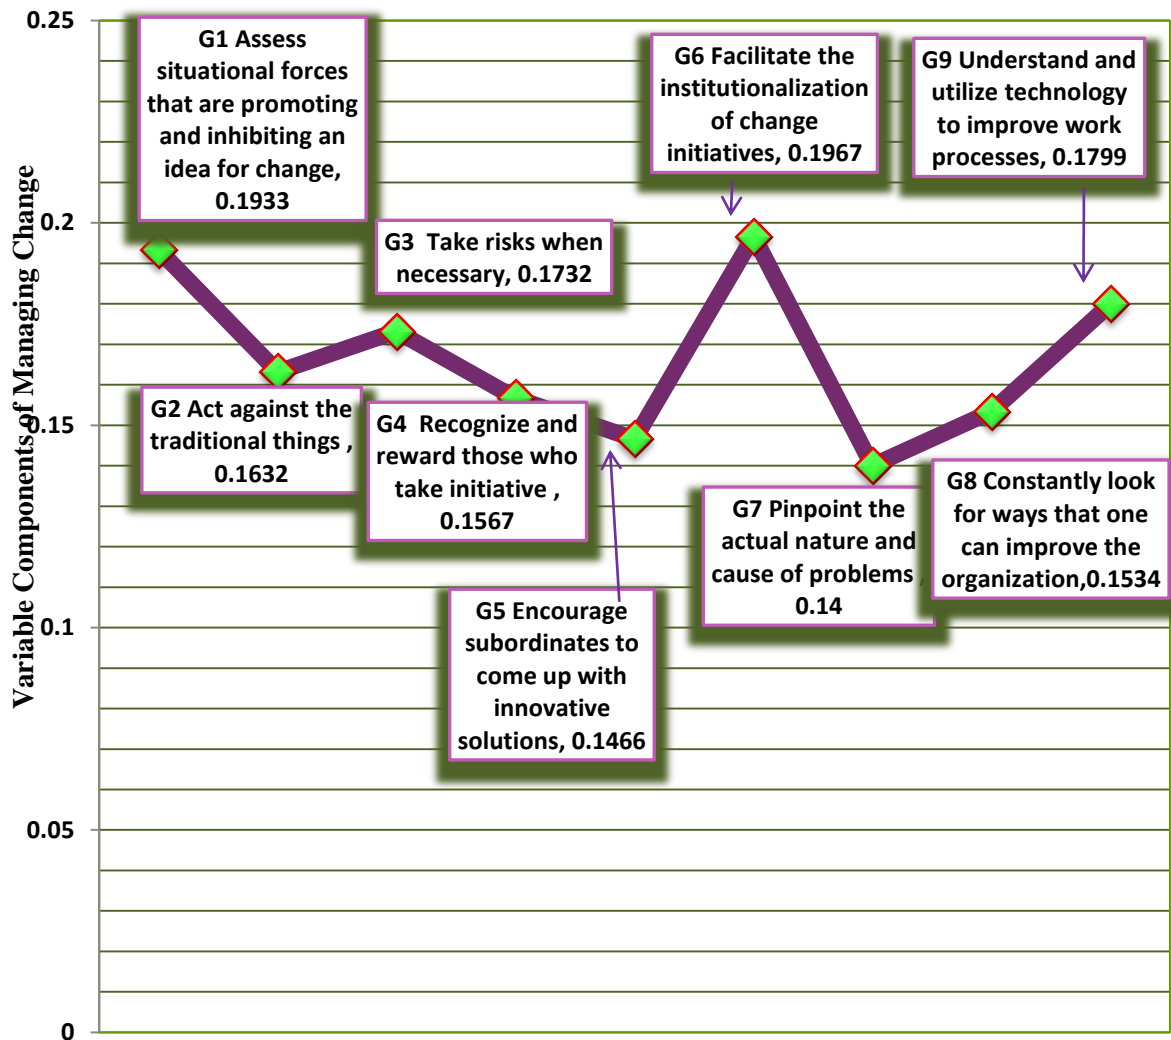 Variable Components of Managing Change
0.25
0.2
0.15
0.1
0.05
0
G1 Assess
situational forces
that are promoting
and inhibiting an
idea for change,
0.1933
G2 Act against the
traditional things ,
0.1632
G3  Take risks when
necessary, 0.1732
G4  Recognize and
reward those who
take initiative ,
0.1567
G5 Encourage
subordinates to
come up with
innovative
solutions, 0.1466
G6 Facilitate the
institutionalization
of change
initiatives, 0.1967
G7 Pinpoint the
actual nature and
cause of problems ,
0.14
G8 Constantly look
for ways that one
can improve the
organization,0.1534
G9 Understand and
utilize technology
to improve work
processes, 0.1799